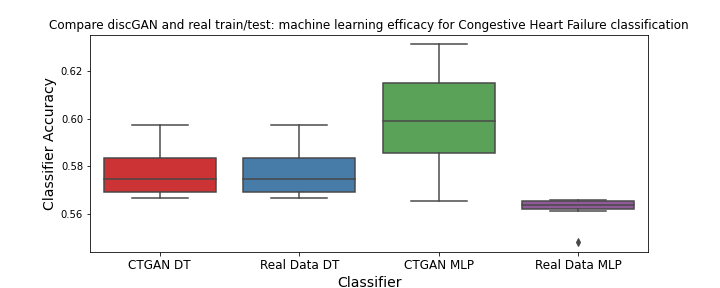 Compare discGAN and real train/test: machine learning efficacy for Congestive Heart Failure classification
Classifier Accuracy
0.62
0.60
0.58
0.56
CTGAN DT
Real Data DT
CTGAN MLP
Real Data MLP
Classifier